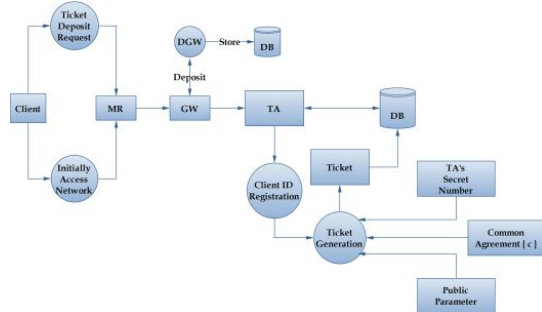 Ticket
Deposit
Request
DGW
Store
DB
Deposit
Client
MR
GW
TA
DB
Initially
Access
Network
Client ID
Registration
Ticket
TA's
Secret
Number
Ticket
Generation
Common
Agreement { c }
Public
Parameter